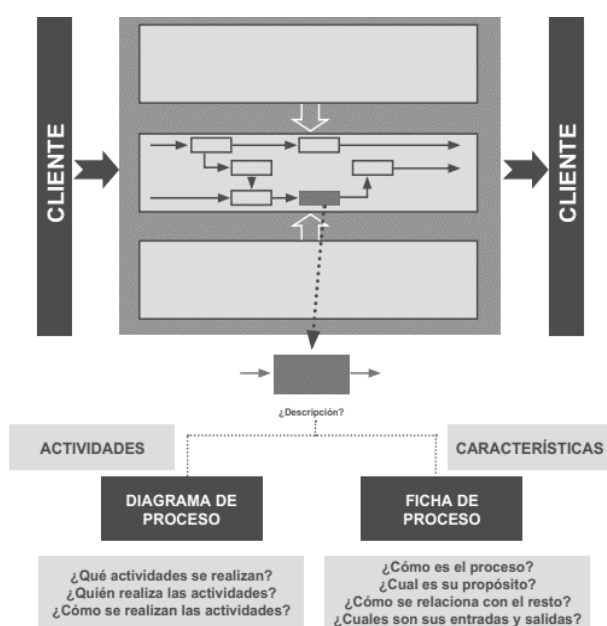 CLIENTE
CLIENTE
¿Descripción?
ACTIVIDADES
CARACTERÍSTICAS
DIAGRAMA DE
PROCESO
FICHA DE
PROCESO
¿Qué actividades se realizan?
¿Quién realiza las actividades?
¿Cómo se realizan las actividades?
¿Cómo es el proceso?
¿Cual es su propósito?
¿Cómo se relaciona con el resto?
¿Cuales son sus entradas y salidas?